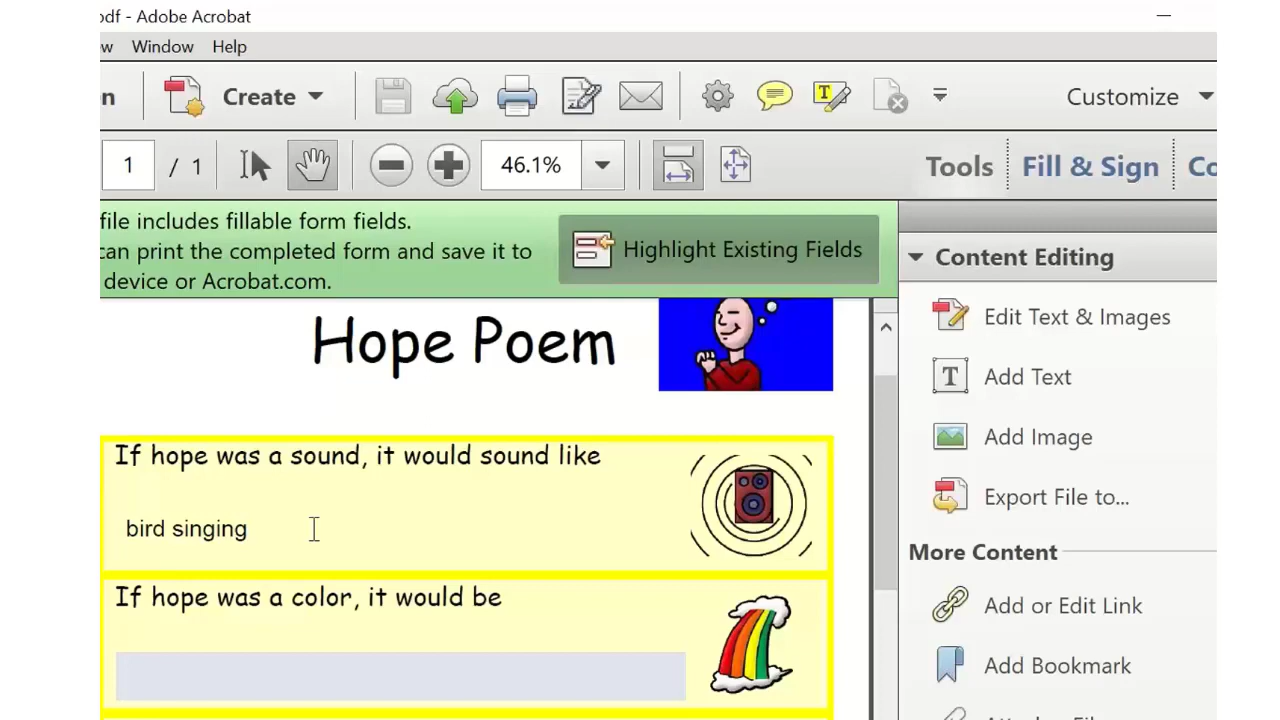 pdf - Adobe Acrobat
Window Help
Create
Customize
1 / 1
46.1%
Tools
Fill & Sign
file includes fillable form fields.
can print the completed form and save it to
device or Acrobat.com.
Highlight Existing Fields
Content Editing
Edit Text & Images
Add Text
Add Image
Export File to...
More Content
Add or Edit Link
Add Bookmark
Hope Poem
If hope was a sound, it would sound like
bird singing
If hope was a color, it would be